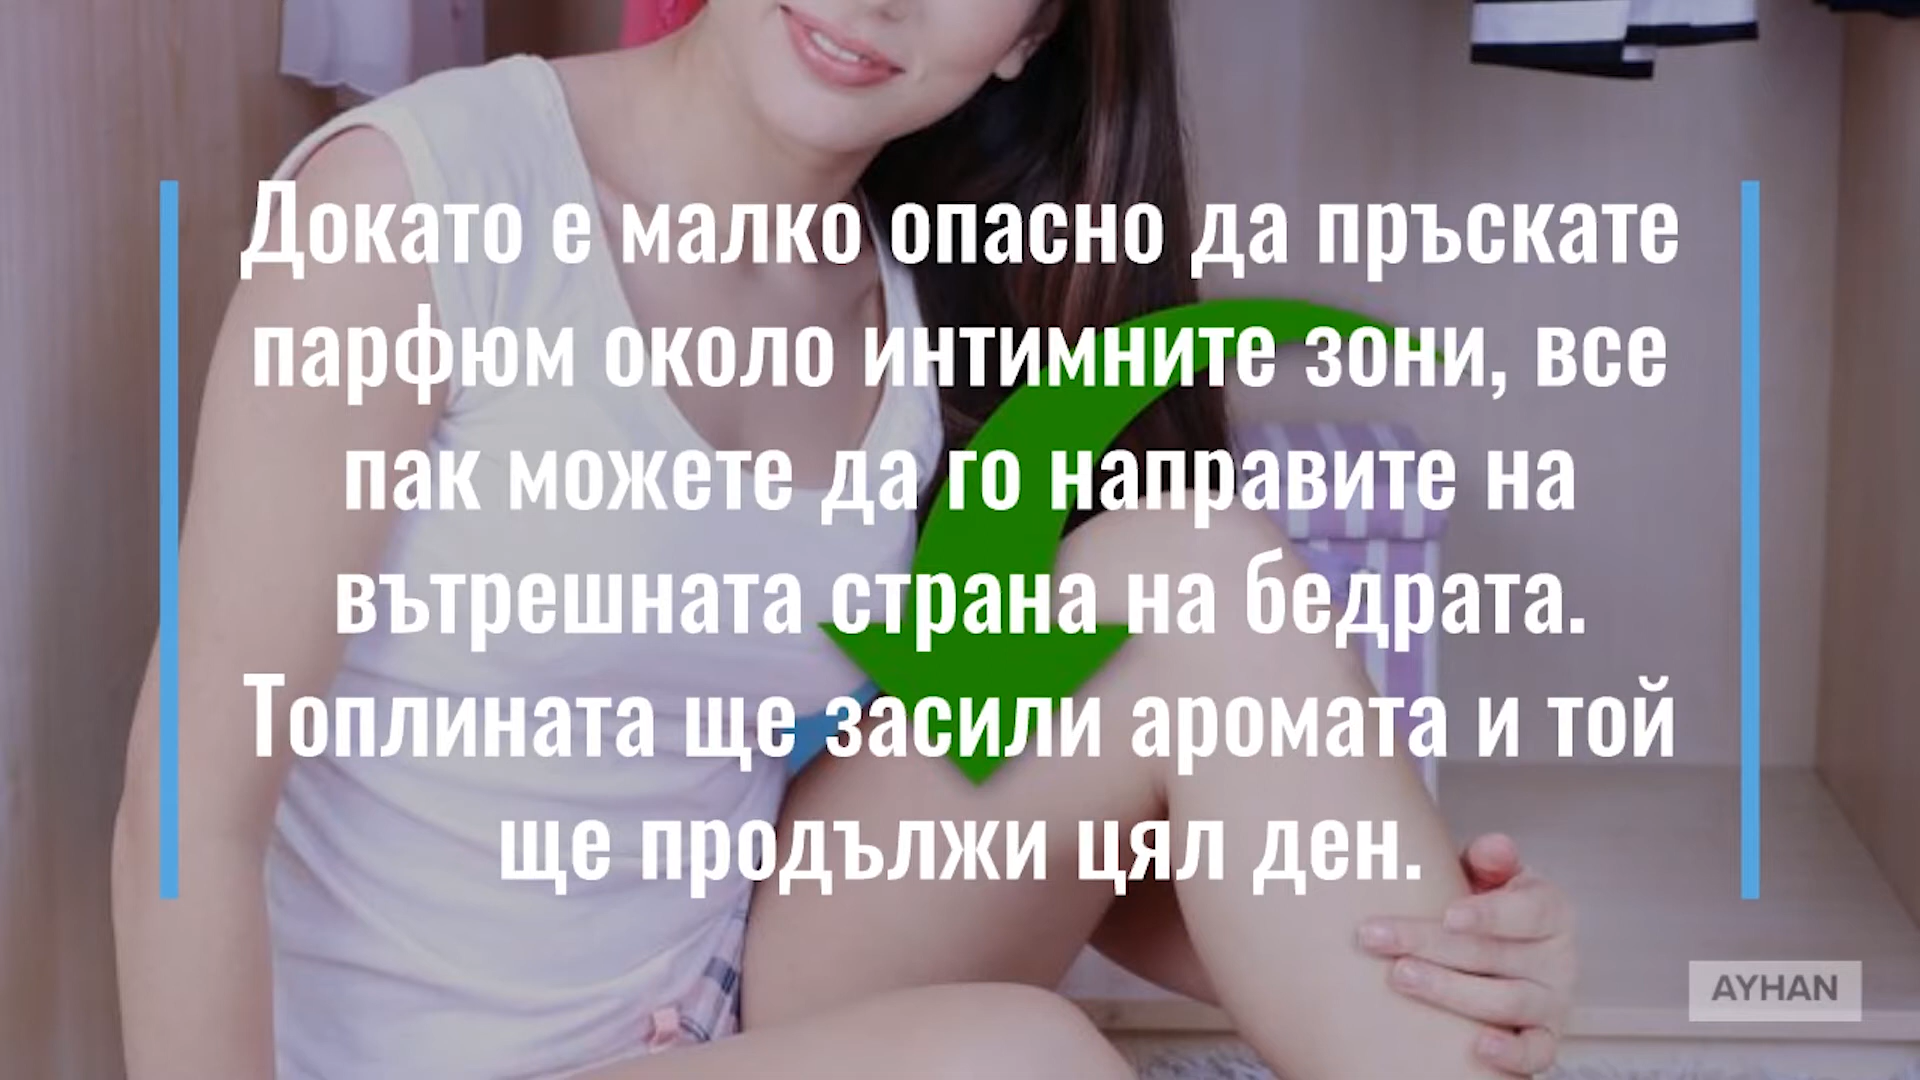 Докато е малко опасно да пръскате
парфюм около интимните зони, все
пак можете да го направите на
вътрешната страна на бедрата.
Топлината ще засили аромата и той
ще продължи цял ден.
AYHAN